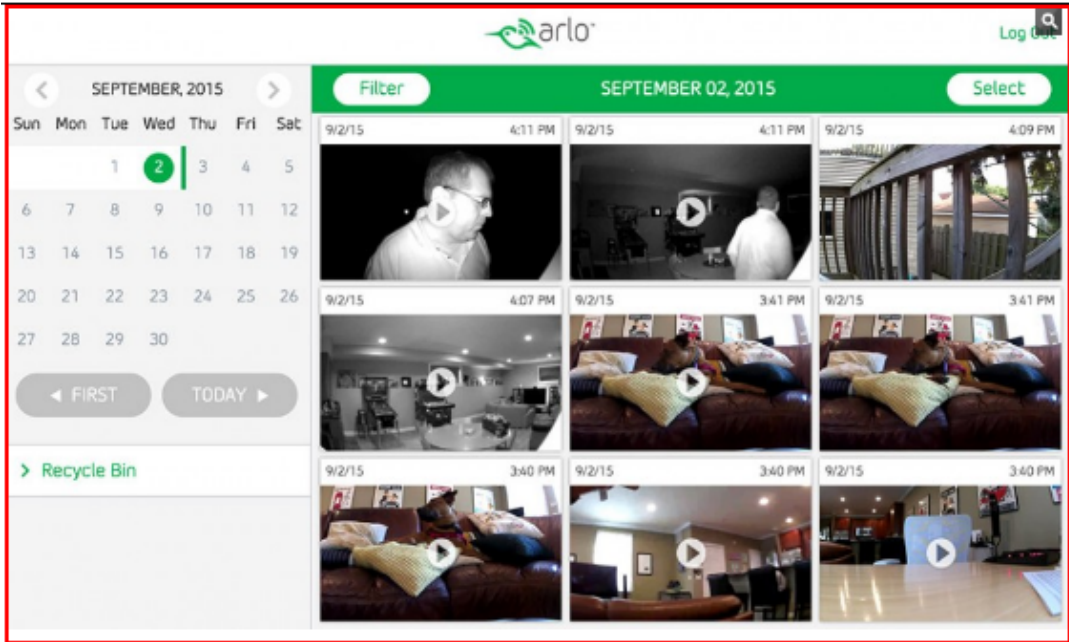 arlo
Log Out
SEPTEMBER, 2015
Sun Mon Tue Wed Thu Fri Sat
1 2 3 4 5
6 7 8 9 10 11 12
13 14 15 16 17 18 19
20 21 22 23 24 25 26
27 28 29 30
◄ FIRST
TODAY ►
> Recycle Bin
Filter
SEPTEMBER 02, 2015
Select
9/2/15 4:11 PM
9/2/15 4:11 PM
9/2/15 4:09 PM
9/2/15 4:07 PM
9/2/15 3:41 PM
9/2/15 3:41 PM
9/2/15 3:40 PM
9/2/15 3:40 PM
9/2/15 3:40 PM